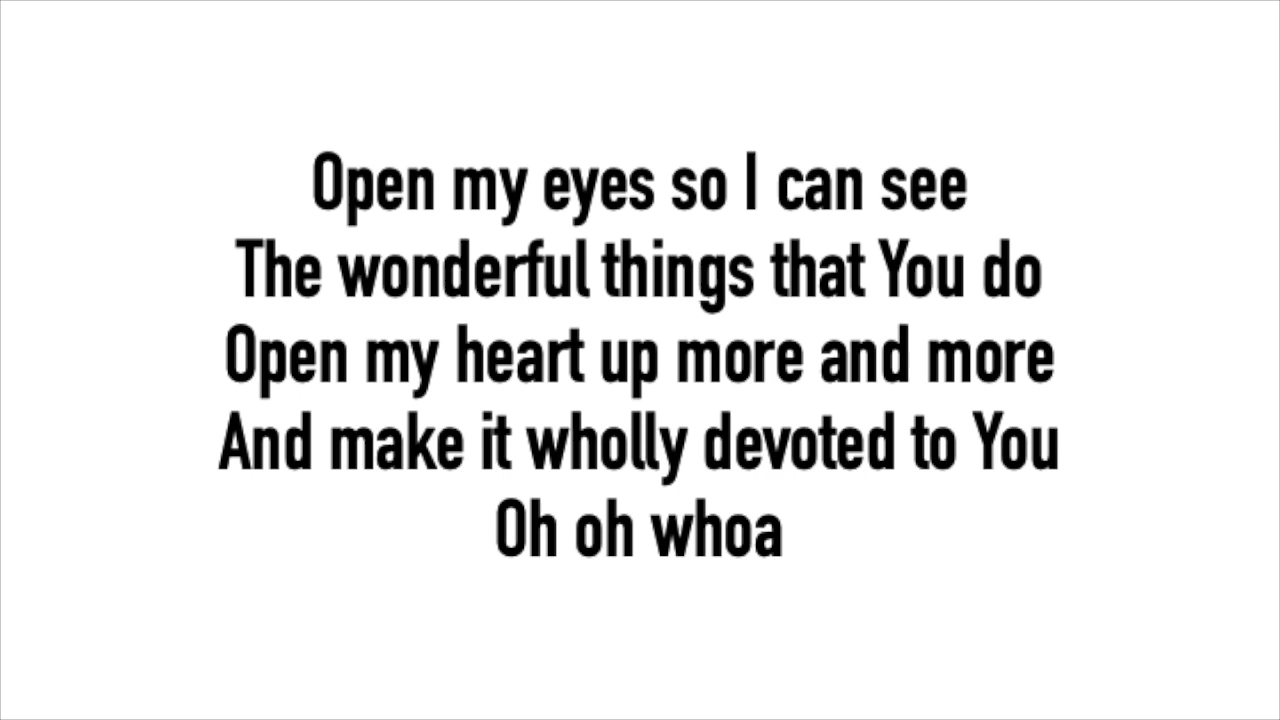 Open my eyes so I can see
The wonderful things that You do
Open my heart up more and more
And make it wholly devoted to You
Oh oh whoa